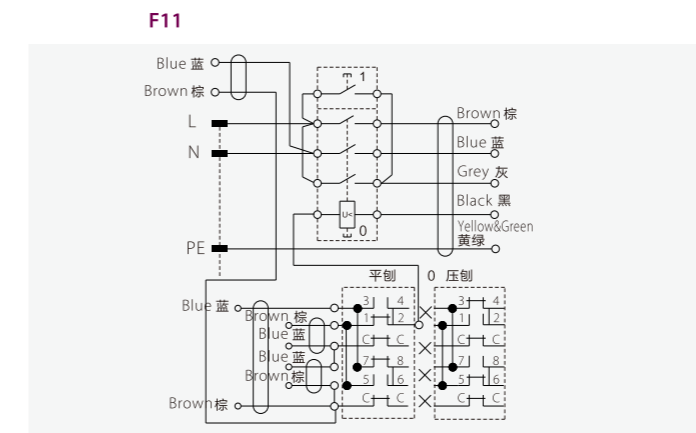 F11
Blue 蓝
Brown 棕
1
L
Brown 棕
N
Blue 蓝
Grey 灰
Black 黑
U<
0
Yellow&Green
黄绿
PE
平刨 0 压刨
Blue 蓝
3 4 3 4
Brown 棕
1 2 1 2
Blue 蓝
C C C C
Blue 蓝
7 8 7 8
Brown 棕
5 6 5 6
Brown 棕
C C C C